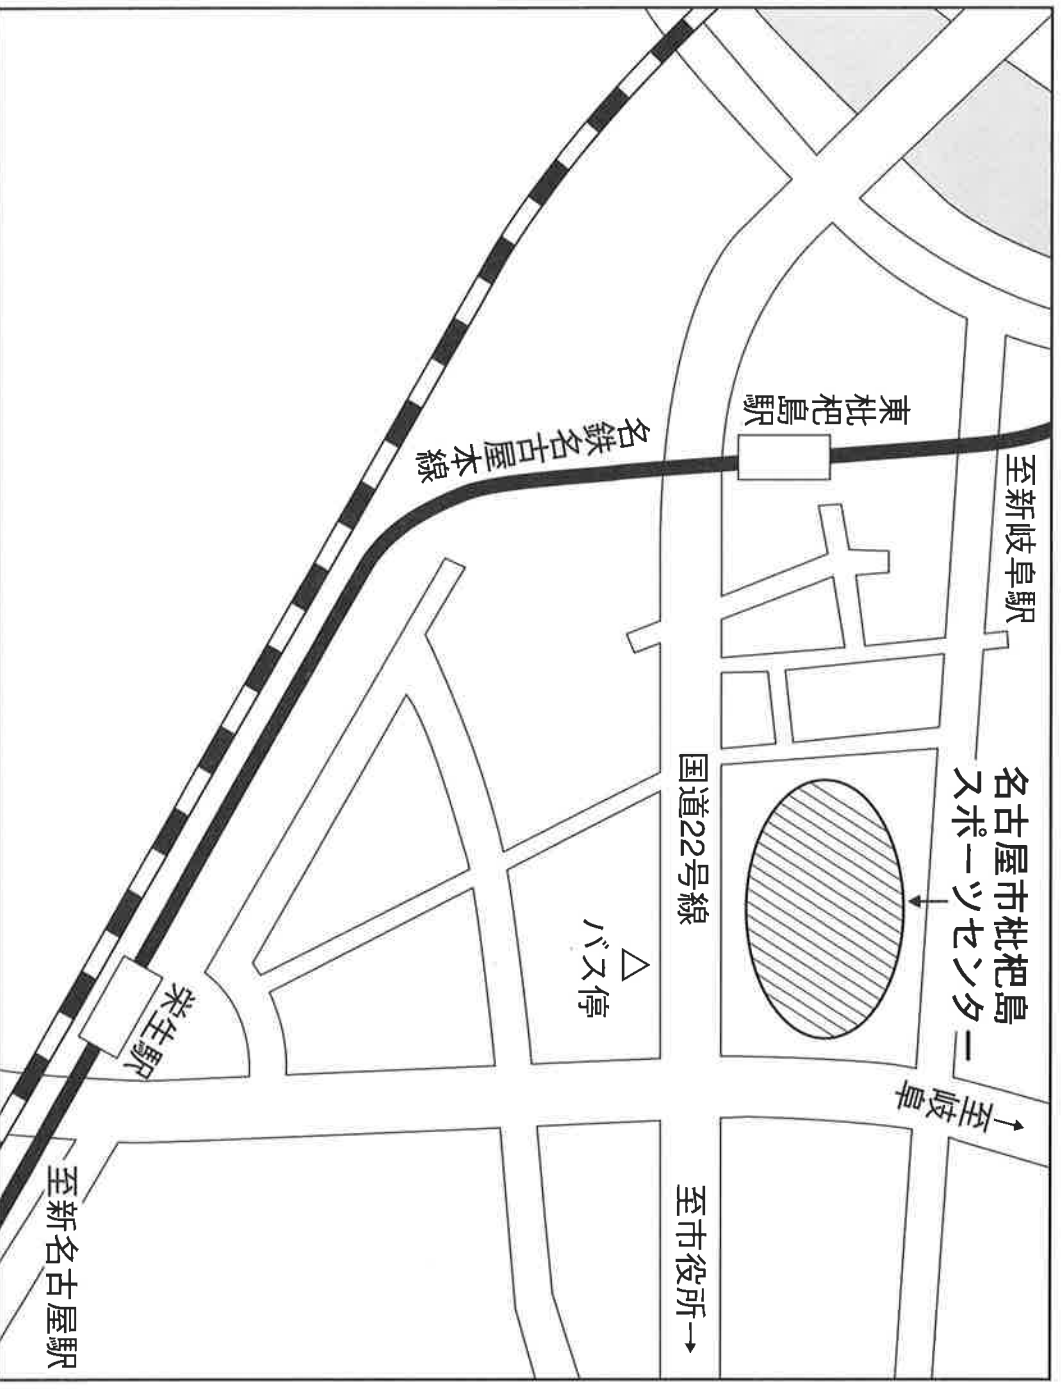 至新岐阜駅
名古屋市枇杷島
スポーツセンター
至岐阜
東枇杷島駅
国道22号線
至市役所→
名鉄名古屋本線
バス停
栄生駅
至新名古屋駅